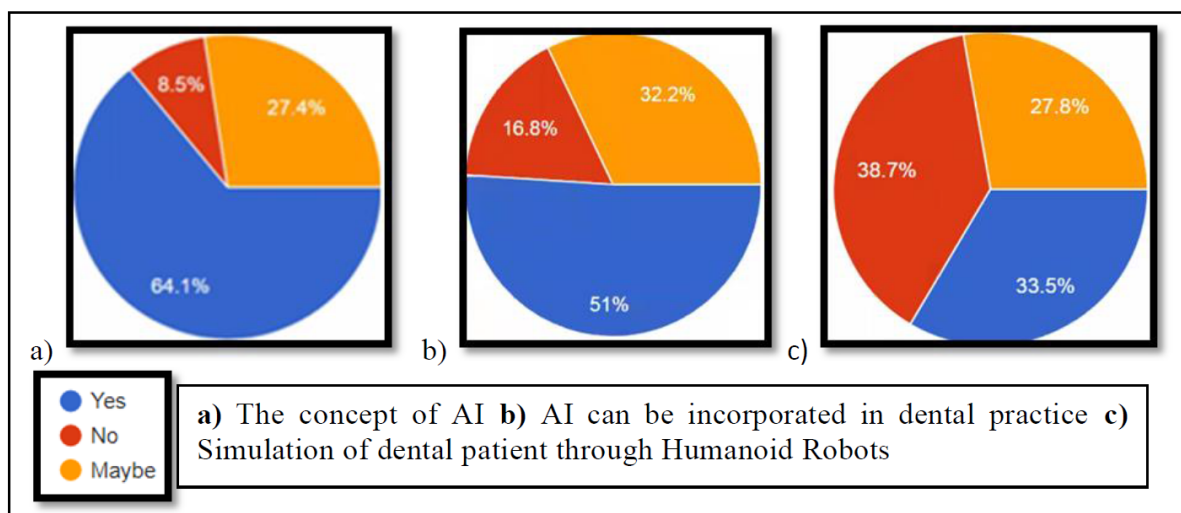 8.5%
27.4%
64.1%
a)
16.8%
32.2%
51%
b)
38.7%
27.8%
33.5%
c)
Yes
No
Maybe
a) The concept of AI b) AI can be incorporated in dental practice c)
Simulation of dental patient through Humanoid Robots